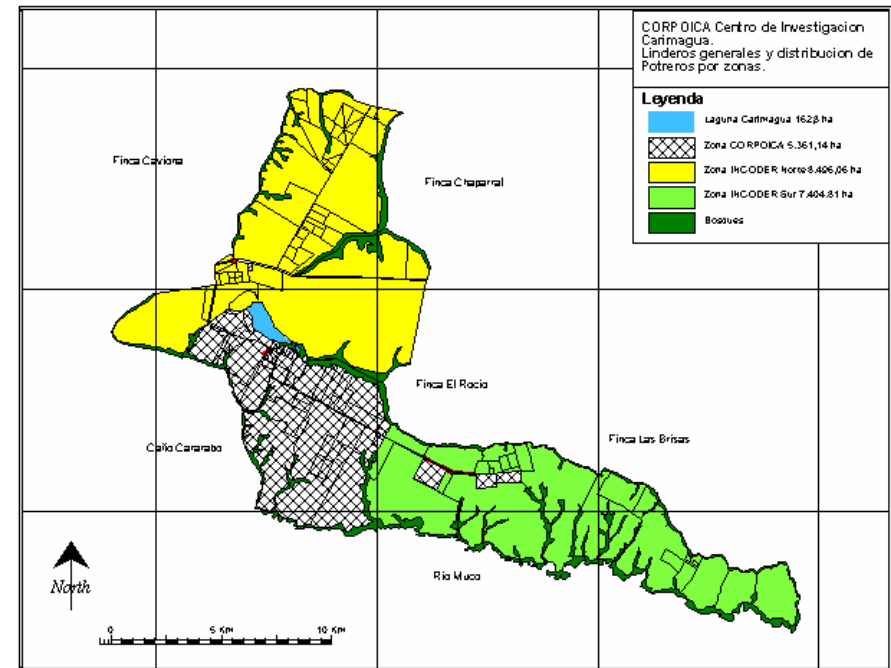 CORPOICA Centro de Investigacion
Carimagua.
Linderos generales y distribucion de
Potreros por zonas.
Leyenda
Laguna Carimagua 162,8 ha
Zona CORPOICA 5.361,14 ha
Zona INCODER Norte 8.496,06 ha
Zona INCODER Sur 7.404.81 ha
Bosques
Finca Caviona
Finca Chaparral
Finca El Rocio
Caño Cararabo
Finca Las Brisas
Rio Muco
North
0 5 Km 10 Km